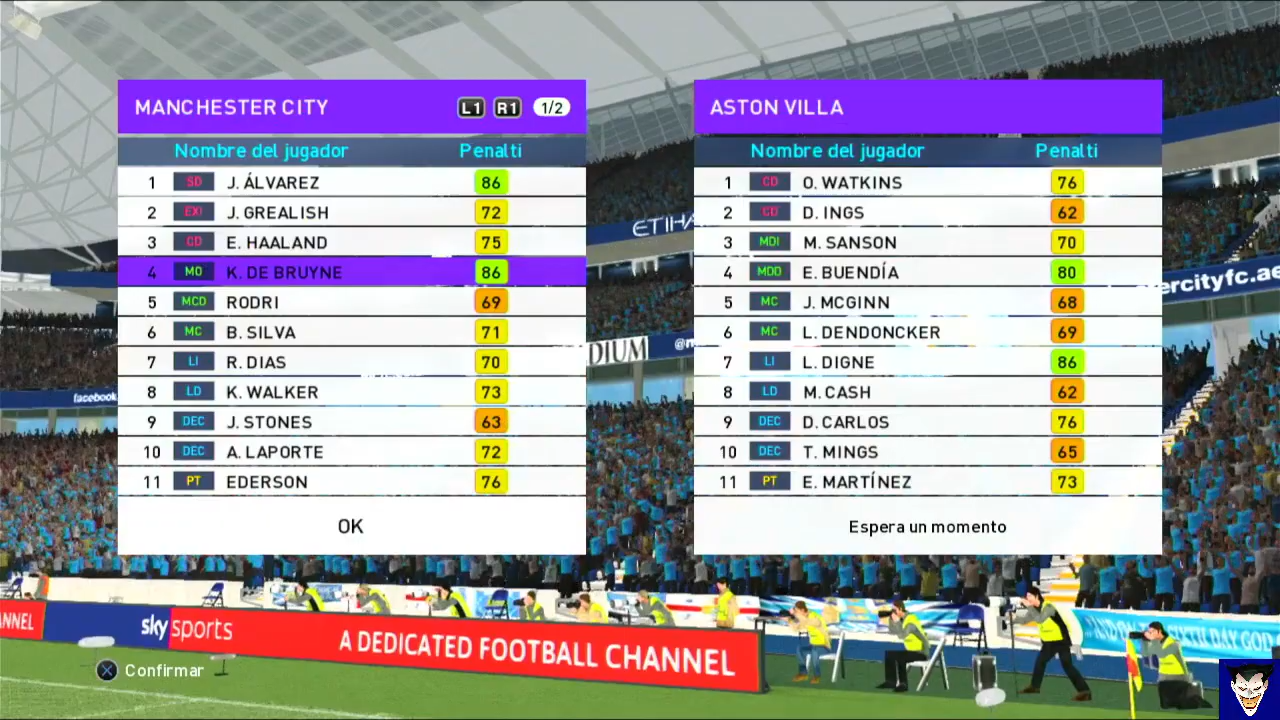 MANCHESTER CITY L1 R1 1/2
Nombre del jugador Penalti
1 SD J. ÁLVAREZ 86
2 EXI J. GREALISH 72
3 CD E. HAALAND 75
4 MO K. DE BRUYNE 86
5 MCD RODRI 69
6 MC B. SILVA 71
7 LI R. DIAS 70
8 LD K. WALKER 73
9 DEC J. STONES 63
10 DEC A. LAPORTE 72
11 PT EDERSON 76
OK
ASTON VILLA
Nombre del jugador Penalti
1 CD O. WATKINS 76
2 CD D. INGS 62
3 MDI M. SANSON 70
4 MDD E. BUENDÍA 80
5 MC J. MCGINN 68
6 MC L. DENDONCKER 69
7 LI L. DIGNE 86
8 LD M. CASH 62
9 DEC D. CARLOS 76
10 DEC T. MINGS 65
11 PT E. MARTÍNEZ 73
Espera un momento
ETIHA
ercityfc.ae
DIUM
facebook
ANNEL
sky sports
A DEDICATED FOOTBALL CHANNEL
DAY GOD
Confirmar